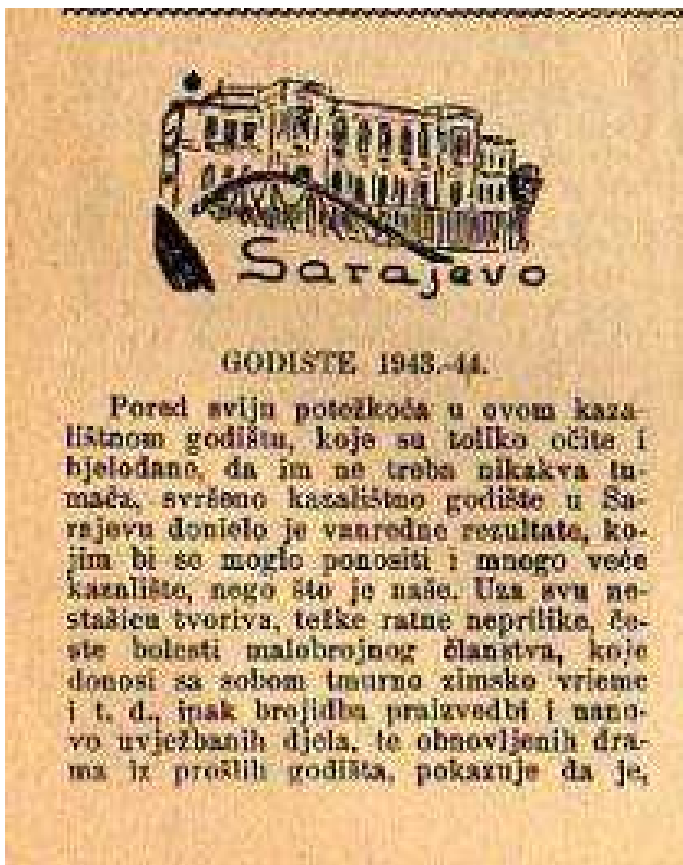 Sarajevo
GODIŠTE 1943.-44.
Pored sviju potežkoća u ovom kaza-
lištnom godištu, koje su toliko očite i
bjelodane, da im ne treba nikakva tu-
mača, svršeno kazalištno godište u Sa-
rajevu donielo je vanredne rezultate, ko-
jim bi se moglo ponositi i mnogo veće
kazalište, nego što je naše. Uza svu ne-
stašicu tvoriva, težke ratne neprilike, če-
ste bolesti malobrojnog članstva, koje
donosi sa sobom tmurno zimsko vrieme
i t. d., ipak brojidba praizvedbi i nano-
vo uvježbanih djela, te obnovljenih dra-
ma iz prošlih godišta, pokazuje da je,